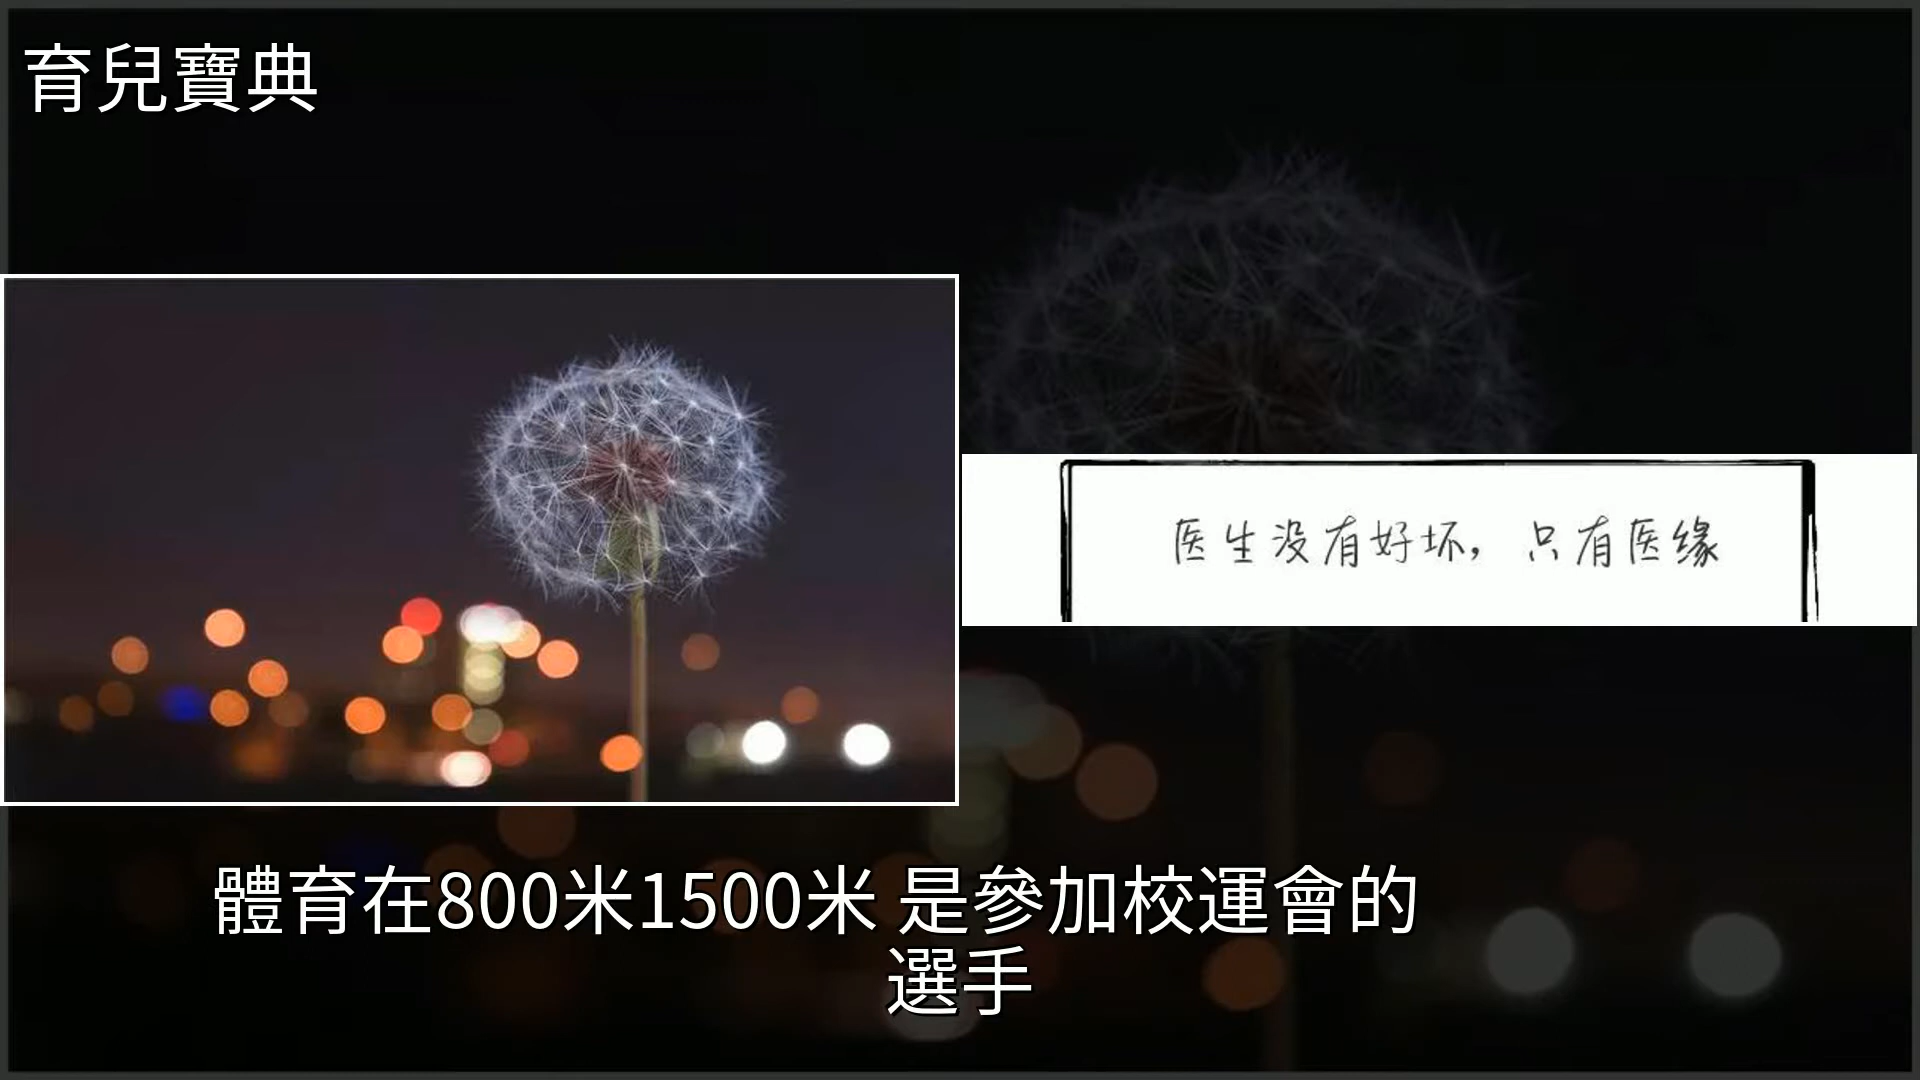 育兒寶典
医生没有好坏，只有医缘
體育在800米1500米 是參加校運會的
選手